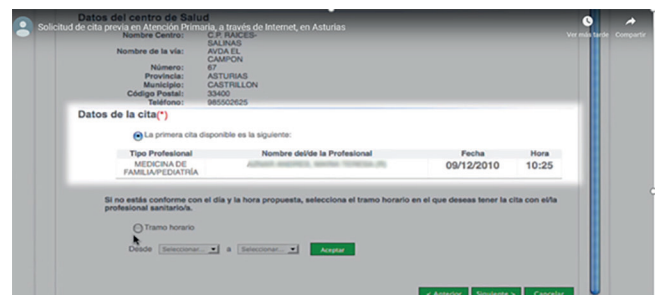 Datos del centro de Salud
Solicitud de cita previa en Atención Primaria, a través de Internet, en Asturias
Ver más tarde
Compartir
Nombre Centro: C.P. RAICES-
SALINAS
Nombre de la via: AVDA EL
CAMPON
Número: 67
Provincia: ASTURIAS
Municipio: CASTRILLON
Código Postal: 33400
Teléfono: 985502625
Datos de la cita(*)
La primera cita disponible es la siguiente:
Tipo Profesional Nombre del/de la Profesional Fecha Hora
MEDICINA DE
FAMILIA/PEDIATRÍA
09/12/2010 10:25
Si no estás conforme con el día y la hora propuesta, selecciona el tramo horario en el que deseas tener la cita con el/la
profesional sanitario/a.
Tramo horario
Desde Seleccionar... a Seleccionar... Aceptar
< Anterior Siguiente > Cancelar